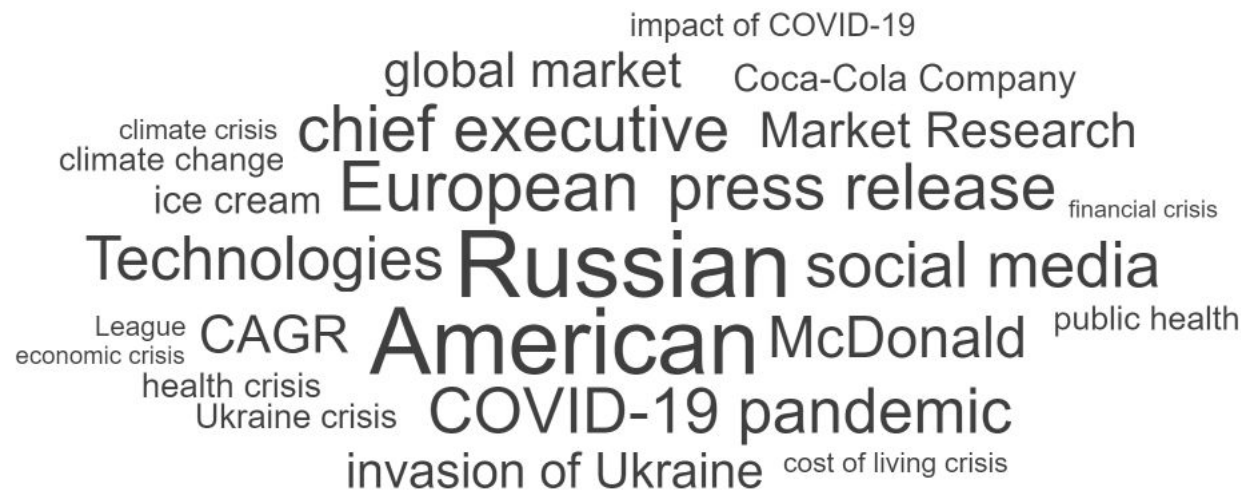 impact of COVID-19
global market Coca-Cola Company
climate crisis chief executive Market Research
climate change
ice cream European press release financial crisis
Technologies Russian social media
League CAGR American McDonald public health
economic crisis
health crisis
Ukraine crisis COVID-19 pandemic
invasion of Ukraine cost of living crisis